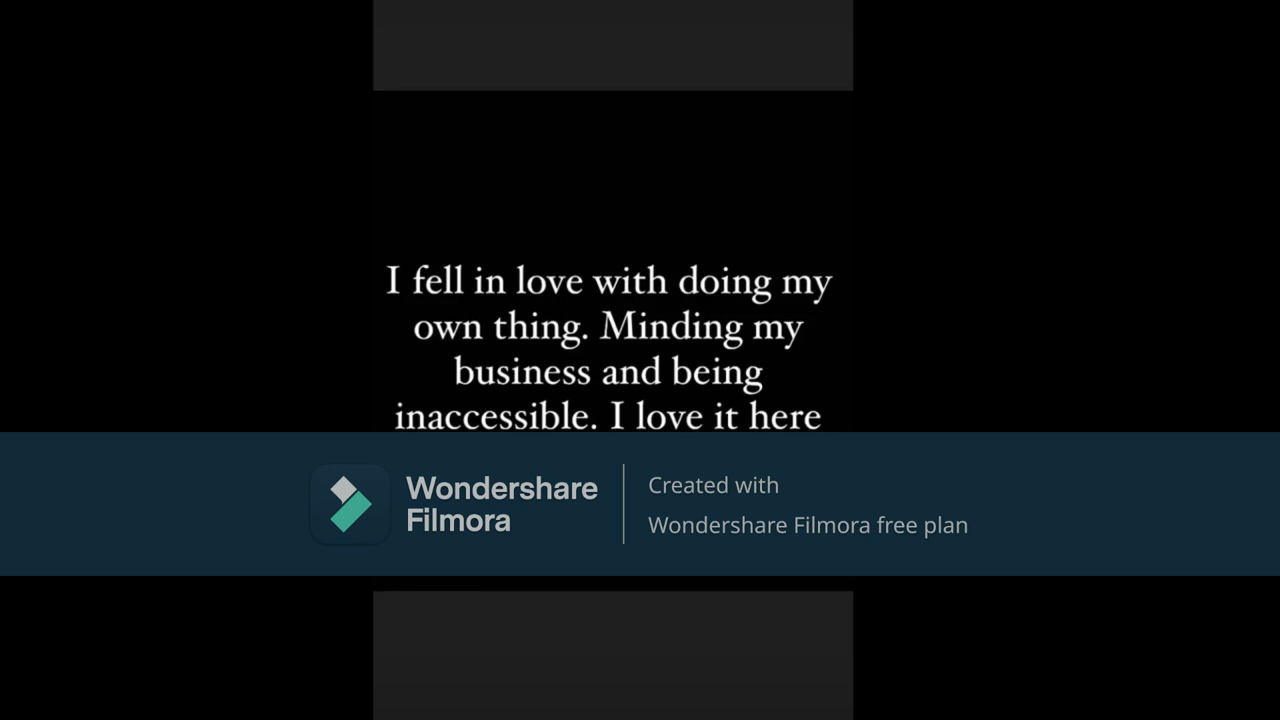 I fell in love with doing my
own thing. Minding my
business and being
inaccessible. I love it here
Wondershare
Filmora
Created with
Wondershare Filmora free plan